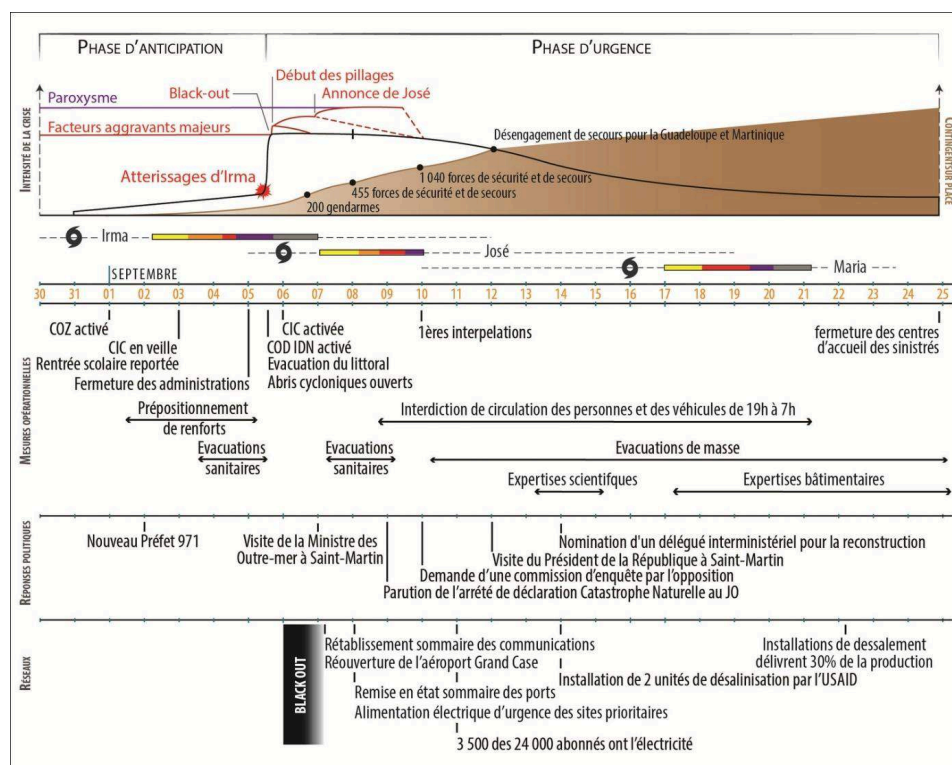 PHASE D'ANTICIPATION
PHASE D'URGENCE
INTENSITÉ DE LA CRISE
CONTINGENT SUR PLACE
Début des pillages
Black-out
Annonce de José
Paroxysme
Facteurs aggravants majeurs
Désengagement de secours pour la Guadeloupe et Martinique
Atterissages d'Irma
1 040 forces de sécurité et de secours
455 forces de sécurité et de secours
200 gendarmes
Irma
José
Maria
SEPTEMBRE
30 31 01 02 03 04 05 06 07 08 09 10 11 12 13 14 15 16 17 18 19 20 21 22 23 24 25
MESURES OPÉRATIONNELLES
COZ activé
CIC activée
1ères interpelations
fermeture des centres
d'accueil des sinistrés
CIC en veille
COD IDN activé
Rentrée scolaire reportée
Evacuation du littoral
Fermeture des administrations
Abris cycloniques ouverts
Prépositionnement
de renforts
Interdiction de circulation des personnes et des véhicules de 19h à 7h
Evacuations
sanitaires
Evacuations
sanitaires
Evacuations de masse
Expertises scientifques
Expertises bâtimentaires
RÉPONSES POLITIQUES
Nouveau Préfet 971
Visite de la Ministre des
Outre-mer à Saint-Martin
Nomination d'un délégué interministériel pour la reconstruction
Visite du Président de la République à Saint-Martin
Demande d'une commission d'enquête par l'opposition
Parution de l'arrété de déclaration Catastrophe Naturelle au JO
RÉSEAUX
BLACK OUT
Rétablissement sommaire des communications
Réouverture de l'aéroport Grand Case
Installations de dessalement
délivrent 30% de la production
Installation de 2 unités de désalinisation par l'USAID
Remise en état sommaire des ports
Alimentation électrique d'urgence des sites prioritaires
3 500 des 24 000 abonnés ont l'électricité